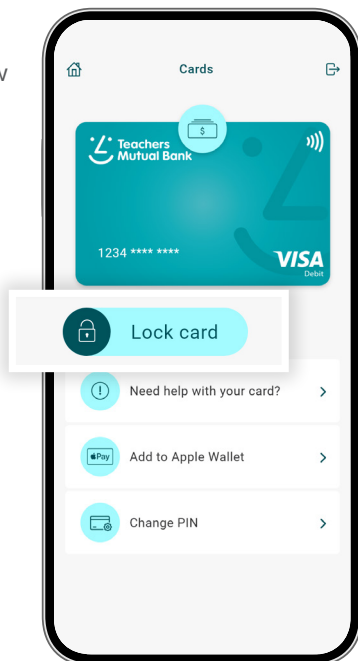 Cards
$
Teachers
Mutual Bank
1234 **** ****
VISA
Debit
Lock card
Need help with your card?
Pay
Add to Apple Wallet
Change PIN